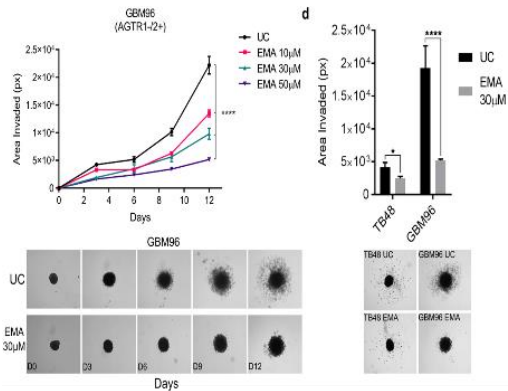 GBM96
(AGTR1-/2+)
d
Area Invaded (px)
2.5×10⁴
2.5×10⁴
1.5×10⁴
1×10⁴
5×10³
0
0 2 4 6 8 10 12
Days
UC
EMA 10μM
EMA 30μM
EMA 50μM
****
Area Invaded (px)
2.5×10⁴
2.0×10⁴
1.5×10⁴
1×10⁴
5×10³
0
*
****
TB48
GBM96
UC
EMA
30μM
GBM96
UC
EMA
30μM
D0 D3 D6 D9 D12
Days
TB48 UC
GBM96 UC
TB48 EMA
GBM96 EMA